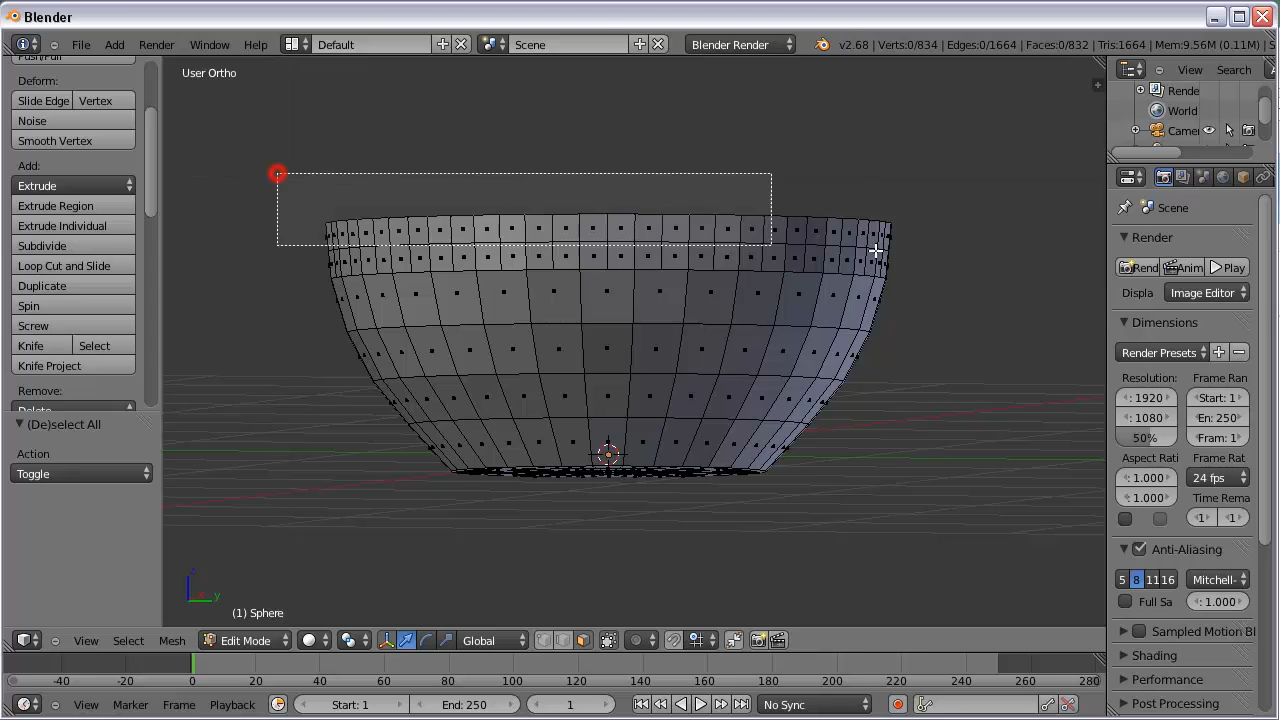 Blender
File Add Render Window Help Default Scene Blender Render v2.68 | Verts:0/834 | Edges:0/1664 | Faces:0/832 | Tris:1664 | Mem:9.56M (0.11M) | S
Push/Pull
Deform:
Slide Edge Vertex
Noise
Smooth Vertex
Add:
Extrude
Extrude Region
Extrude Individual
Subdivide
Loop Cut and Slide
Duplicate
Spin
Screw
Knife Select
Knife Project
Remove:
Delete
(De)select All
Action
Toggle
User Ortho
z
x y
(1) Sphere
View Search
Rende
World
Camer
Scene
Render
Rend Anim Play
Displa Image Editor
Dimensions
Render Presets
Resolution: Frame Ran
: 1920 Start: 1
: 1080 En: 250
50% Fram: 1
Aspect Rati Frame Rat
: 1.000 24 fps
: 1.000 Time Rema
1 1
Anti-Aliasing
5 8 11 16 Mitchell-
Full Sa : 1.000
Sampled Motion Bl
Shading
Performance
Post Processing
View Select Mesh Edit Mode Global
-40 -20 0 20 40 60 80 100 120 140 160 180 200 220 240 260 280
View Marker Frame Playback Start: 1 End: 250 1 No Sync